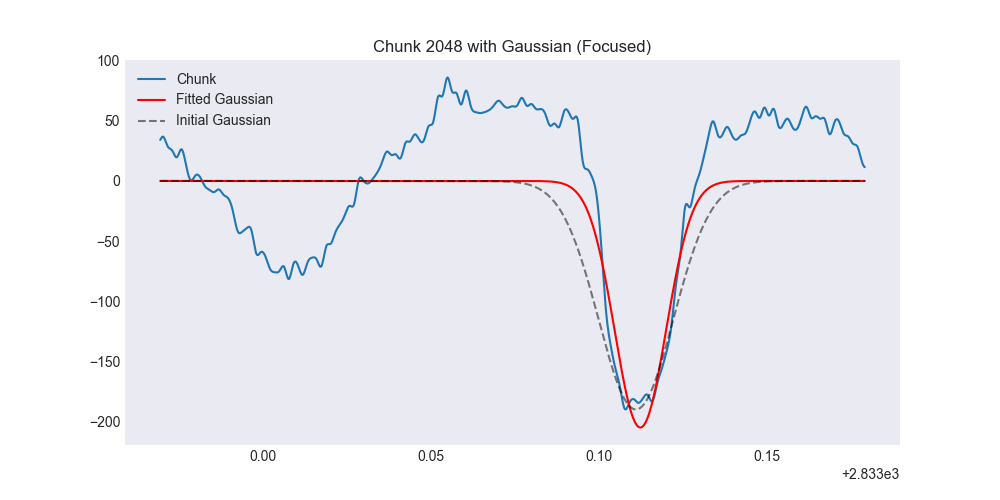 Chunk 2048 with Gaussian (Focused)
Chunk
Fitted Gaussian
Initial Gaussian
100
50
0
−50
−100
−150
−200
0.00 0.05 0.10 0.15
+2.833e3